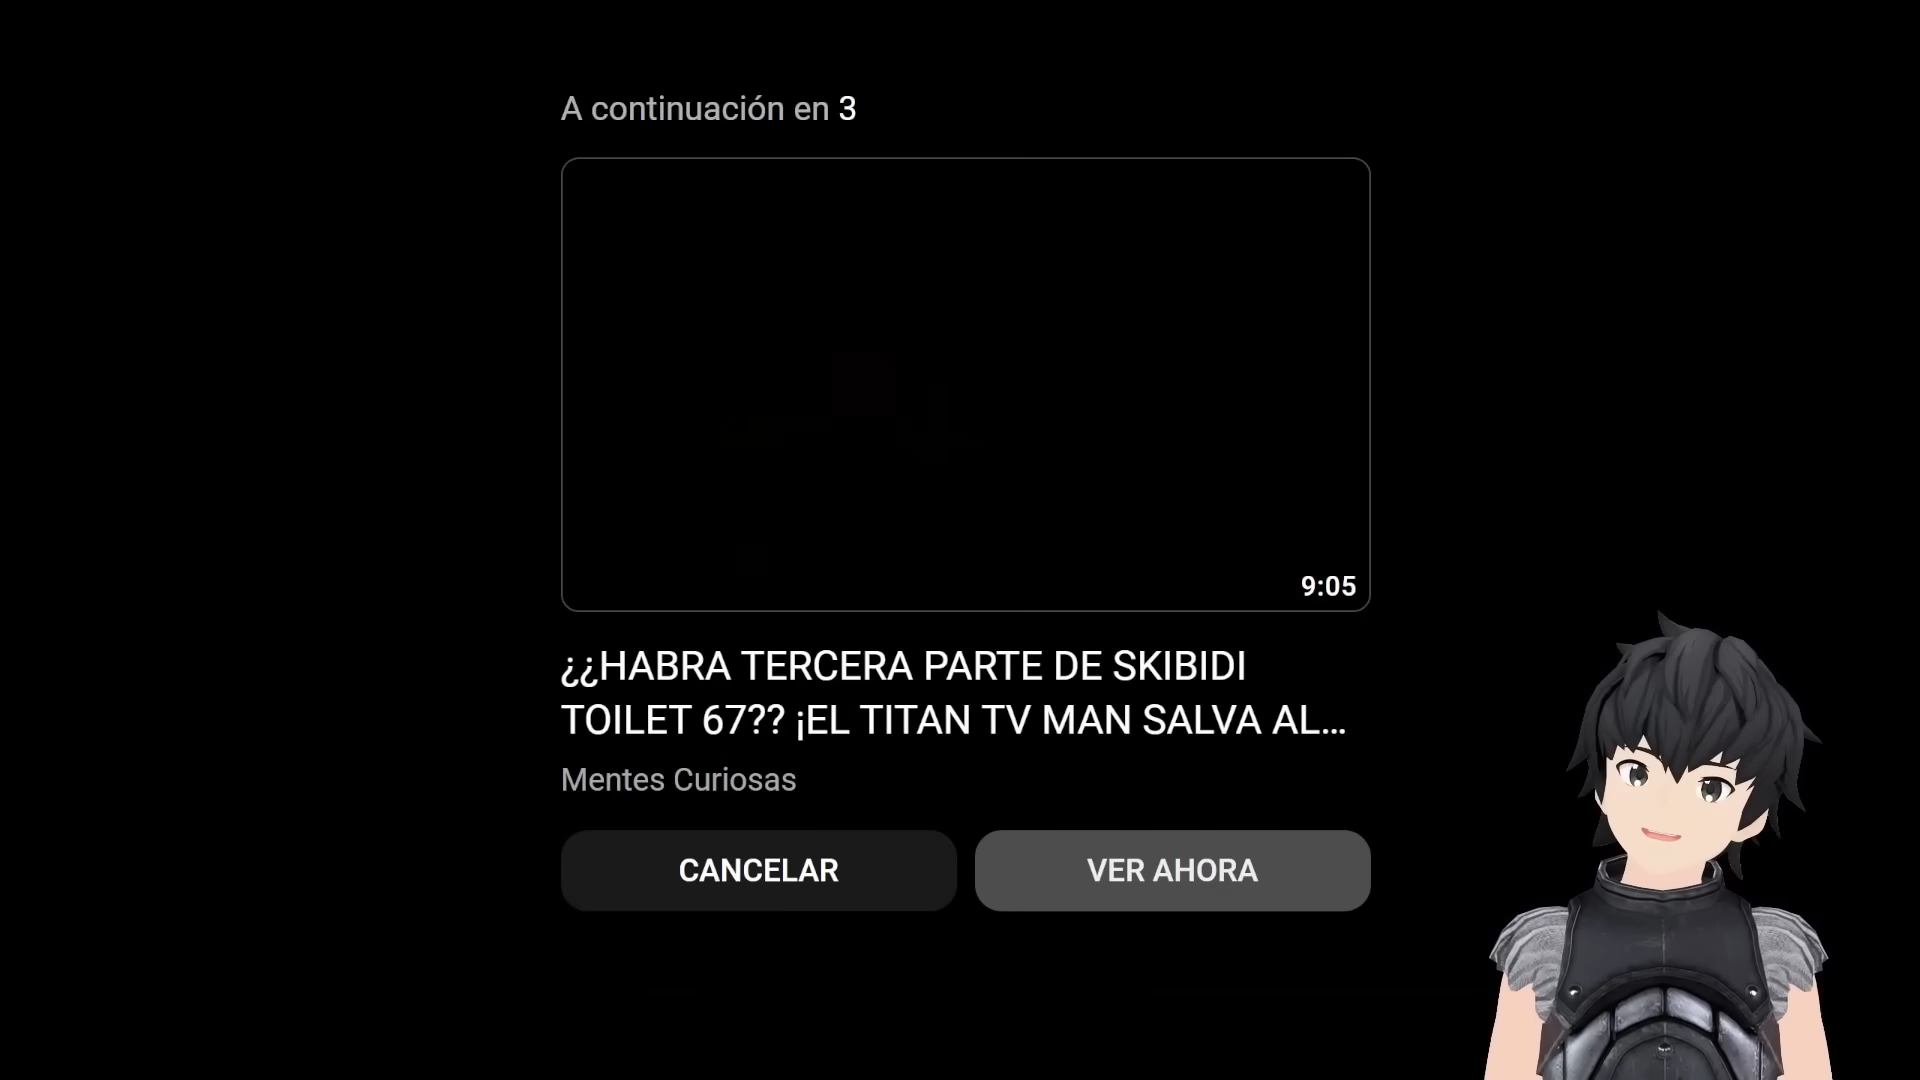 A continuación en 3
9:05
¿¿HABRA TERCERA PARTE DE SKIBIDI
TOILET 67?? ¡EL TITAN TV MAN SALVA AL...
Mentes Curiosas
CANCELAR
VER AHORA